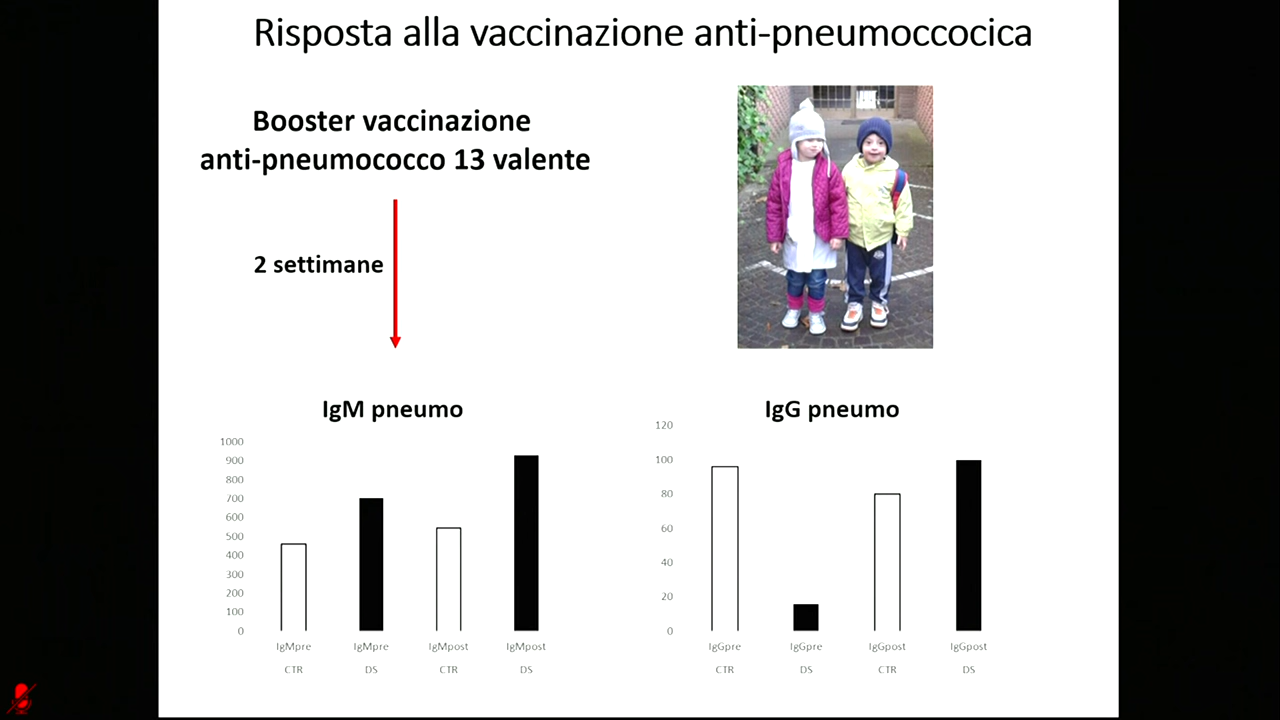 Risposta alla vaccinazione anti-pneumoccocica
Booster vaccinazione
anti-pneumococco 13 valente
2 settimane
IgM pneumo
1000
900
800
700
600
500
400
300
200
100
0
IgMpre IgMpre IgMpost IgMpost
CTR DS CTR DS
IgG pneumo
120
100
80
60
40
20
0
IgGpre IgGpre IgGpost IgGpost
CTR DS CTR DS